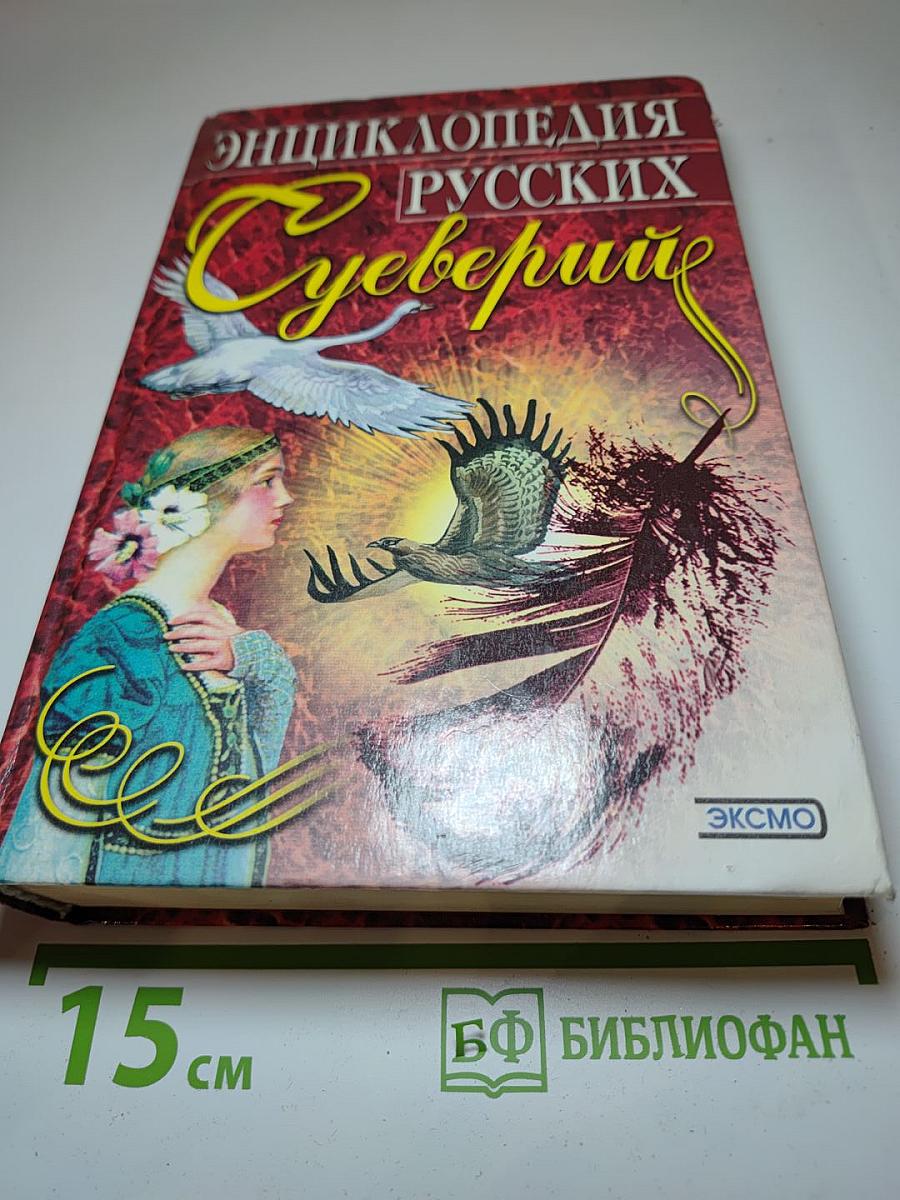 ЭНЦИКЛОПЕДИЯ
РУССКИХ
Суеверий
ЭКСМО
15 см
БФ БИБЛИОФАН